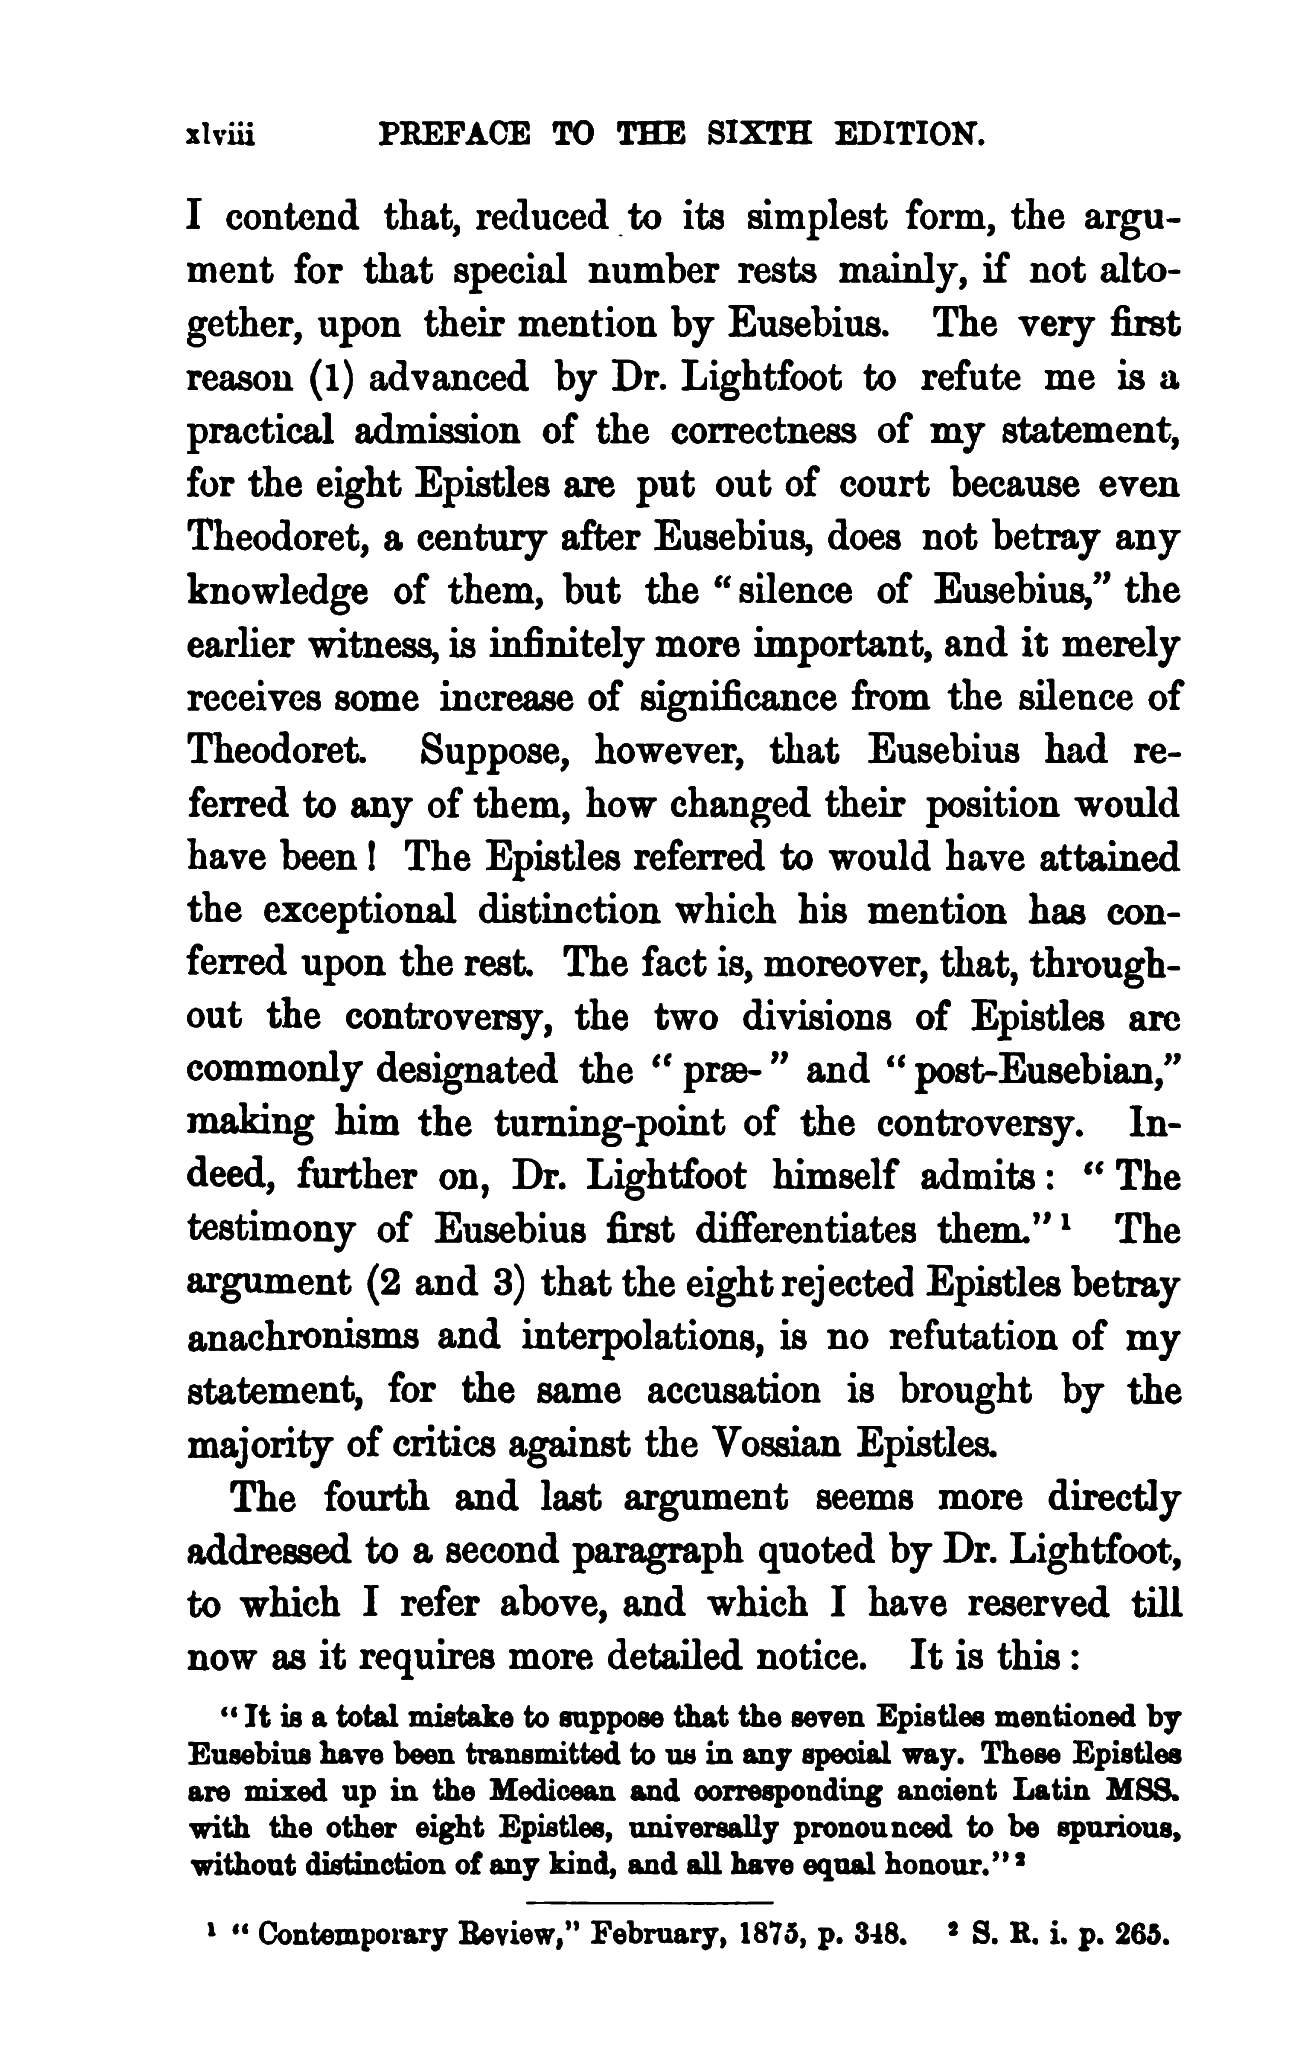 xlviii PREFACE TO THE SIXTH EDITION.
I contend that, reduced to its simplest form, the argu-
ment for that special number rests mainly, if not alto-
gether, upon their mention by Eusebius. The very first
reason (1) advanced by Dr. Lightfoot to refute me is a
practical admission of the correctness of my statement,
for the eight Epistles are put out of court because even
Theodoret, a century after Eusebius, does not betray any
knowledge of them, but the “silence of Eusebius,” the
earlier witness, is infinitely more important, and it merely
receives some increase of significance from the silence of
Theodoret. Suppose, however, that Eusebius had re-
ferred to any of them, how changed their position would
have been! The Epistles referred to would have attained
the exceptional distinction which his mention has con-
ferred upon the rest. The fact is, moreover, that, through-
out the controversy, the two divisions of Epistles are
commonly designated the “præ-” and “post-Eusebian,”
making him the turning-point of the controversy. In-
deed, further on, Dr. Lightfoot himself admits: “The
testimony of Eusebius first differentiates them.”¹ The
argument (2 and 3) that the eight rejected Epistles betray
anachronisms and interpolations, is no refutation of my
statement, for the same accusation is brought by the
majority of critics against the Vossian Epistles.
The fourth and last argument seems more directly
addressed to a second paragraph quoted by Dr. Lightfoot,
to which I refer above, and which I have reserved till
now as it requires more detailed notice. It is this:
“It is a total mistake to suppose that the seven Epistles mentioned by
Eusebius have been transmitted to us in any special way. These Epistles
are mixed up in the Medicean and corresponding ancient Latin MSS.
with the other eight Epistles, universally pronounced to be spurious,
without distinction of any kind, and all have equal honour.”²
¹ “Contemporary Review,” February, 1875, p. 348. ² S. R. i. p. 265.